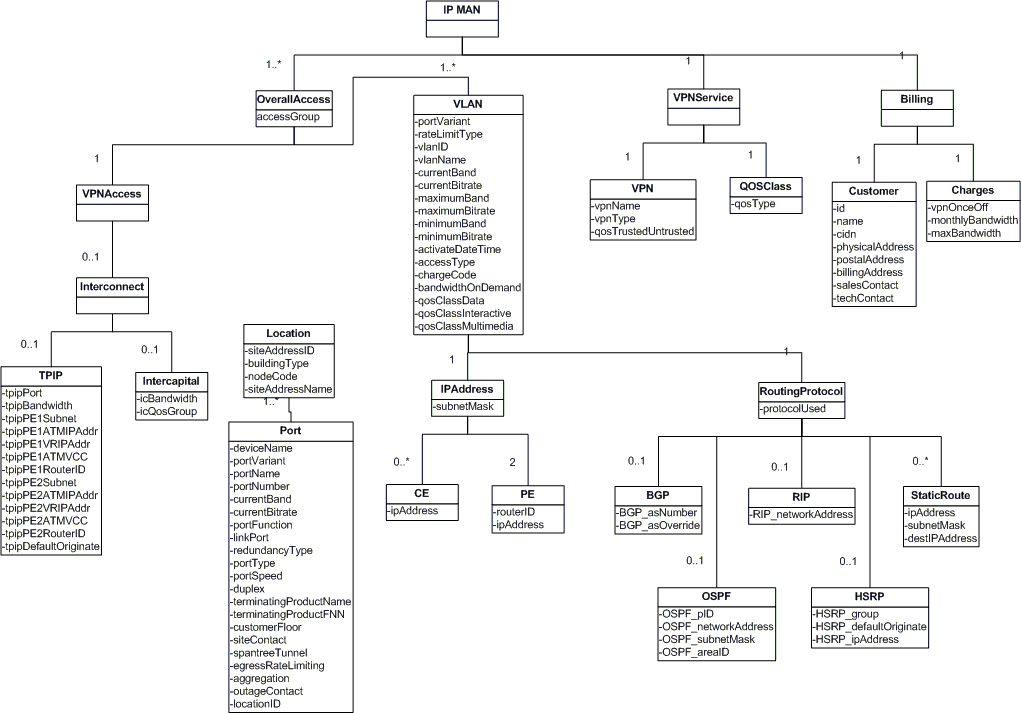 IP MAN
1..*
1..*
1
1
OverallAccess
accessGroup
VLAN
-portVariant
-rateLimitType
-vlanID
-vlanName
-currentBand
-currentBitrate
-maximumBand
-maximumBitrate
-minimumBand
-minimumBitrate
-activateDateTime
-accessType
-chargeCode
-bandwidthOnDemand
-qosClassData
-qosClassInteractive
-qosClassMultimedia
VPNService
Billing
1
VPNAccess
0..1
Interconnect
0..1
0..1
1
1
VPN
-vpnName
-vpnType
-qosTrustedUntrusted
QOSClass
-qosType
1
1
Customer
-id
-name
-cidn
-physicalAddress
-postalAddress
-billingAddress
-salesContact
-techContact
Charges
-vpnOnceOff
-monthlyBandwidth
-maxBandwidth
TPIP
-tpipPort
-tpipBandwidth
-tpipPE1Subnet
-tpipPE1ATMIPAddr
-tpipPE1VRIPAddr
-tpipPE1ATMVCC
-tpipPE1RouterID
-tpipPE2Subnet
-tpipPE2ATMIPAddr
-tpipPE2VRIPAddr
-tpipPE2ATMVCC
-tpipPE2RouterID
-tpipDefaultOriginate
Intercapital
-icBandwidth
-icQosGroup
Location
-siteAddressID
-buildingType
-nodeCode
-siteAddressName
1..*
Port
-deviceName
-portVariant
-portName
-portNumber
-currentBand
-currentBitrate
-portFunction
-linkPort
-redundancyType
-portType
-portSpeed
-duplex
-terminatingProductName
-terminatingProductFNN
-customerFloor
-siteContact
-spantreeTunnel
-egressRateLimiting
-aggregation
-outageContact
-locationID
1
1
IPAddress
-subnetMask
RoutingProtocol
-protocolUsed
0..*
2
CE
-ipAddress
PE
-routerID
-ipAddress
0..1
0..1
0..*
BGP
-BGP_asNumber
-BGP_asOverride
RIP
-RIP_networkAddress
StaticRoute
-ipAddress
-subnetMask
-destIPAddress
0..1
0..1
OSPF
-OSPF_pID
-OSPF_networkAddress
-OSPF_subnetMask
-OSPF_areaID
HSRP
-HSRP_group
-HSRP_defaultOriginate
-HSRP_ipAddress